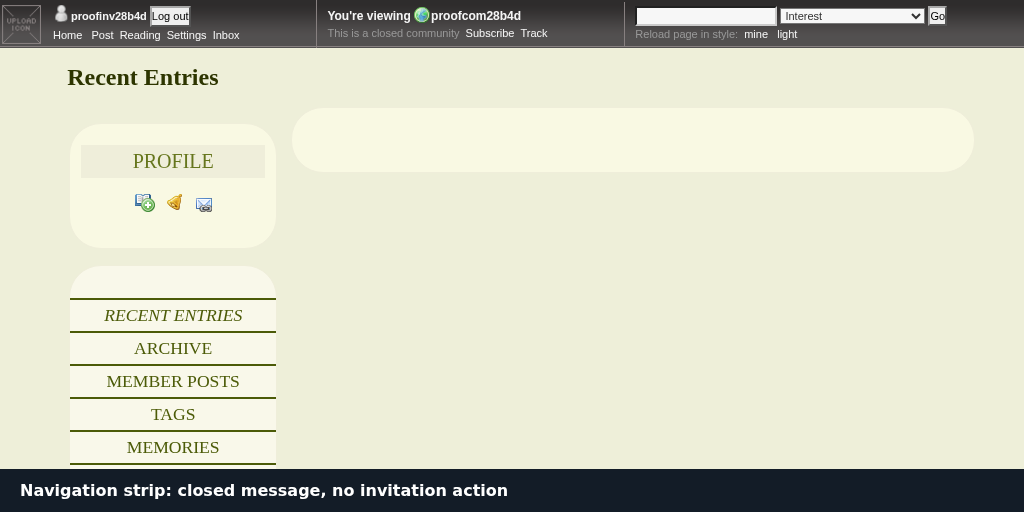 UPLOAD
ICON
proofinv28b4d Log out
Home Post Reading Settings Inbox
You're viewing proofcom28b4d
This is a closed community Subscribe Track
Interest Go
Reload page in style: mine light
Recent Entries
PROFILE
RECENT ENTRIES
ARCHIVE
MEMBER POSTS
TAGS
MEMORIES
Navigation strip: closed message, no invitation action